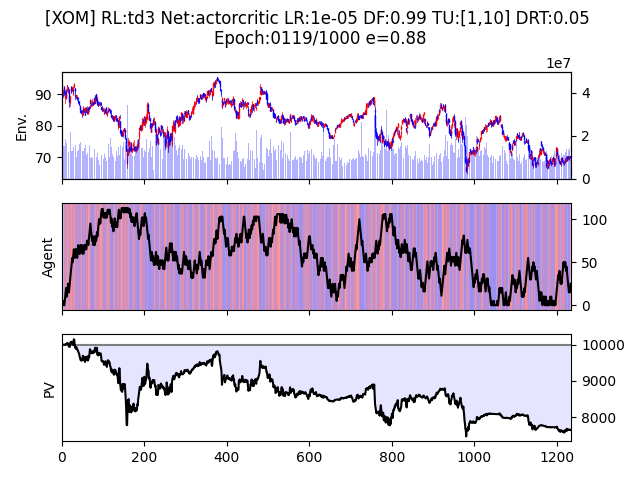 [XOM] RL:td3 Net:actorcritic LR:1e-05 DF:0.99 TU:[1,10] DRT:0.05
Epoch:0119/1000 e=0.88
1e7
90
80
70
Env.
4
2
0
Agent
100
50
0
PV
10000
9000
8000
0 200 400 600 800 1000 1200